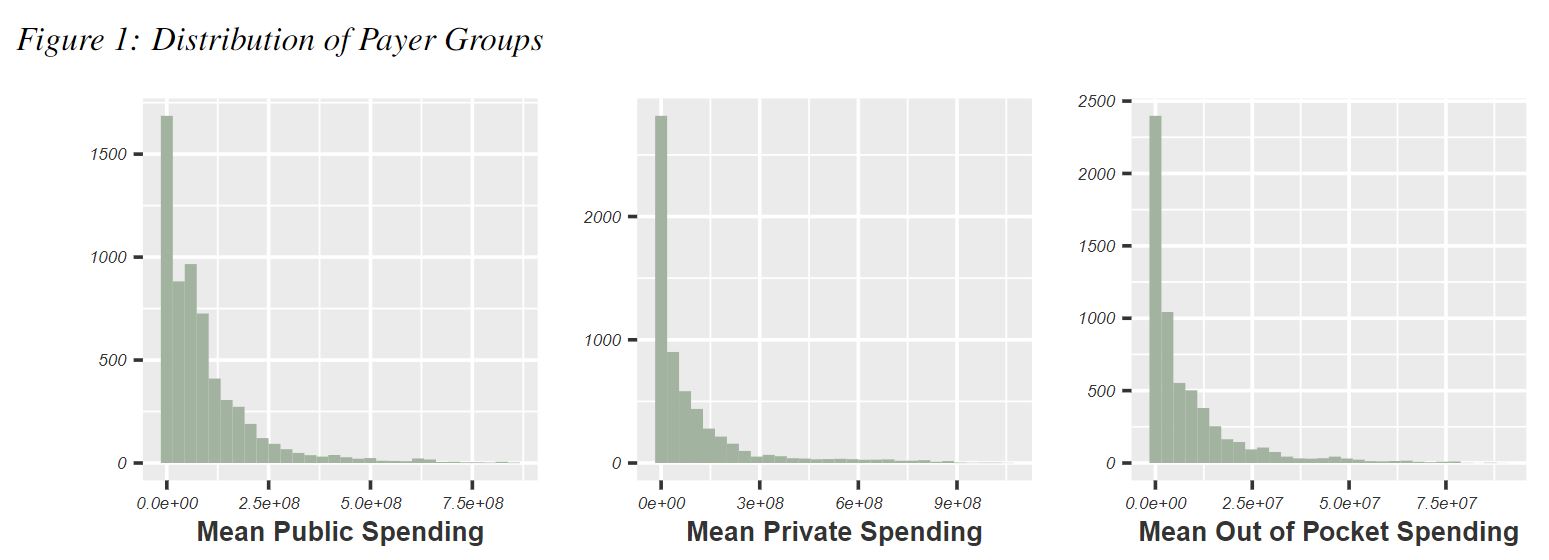 Figure 1: Distribution of Payer Groups
1500
1000
500
0
0.0e+00 2.5e+08 5.0e+08 7.5e+08
Mean Public Spending
2000
1000
0
0e+00 3e+08 6e+08 9e+08
Mean Private Spending
2500
2000
1500
1000
500
0
0.0e+00 2.5e+07 5.0e+07 7.5e+07
Mean Out of Pocket Spending